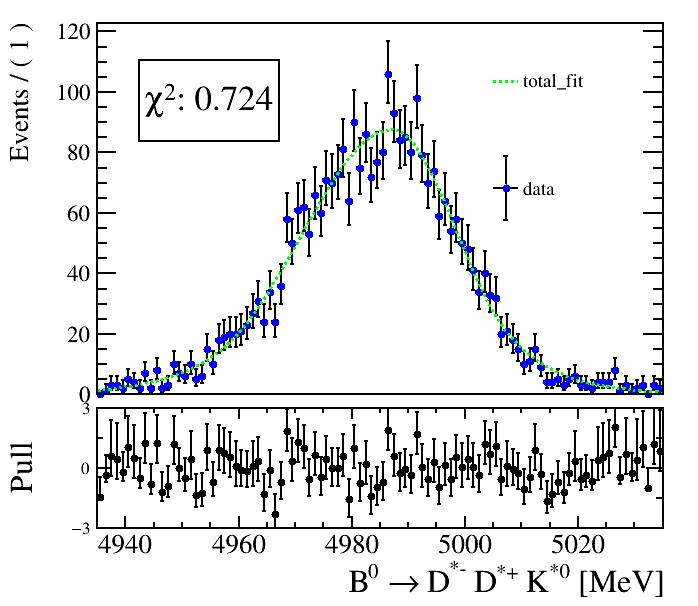 Events / ( 1 )
120
100
80
60
40
20
0
χ²: 0.724
total_fit
data
Pull
3
0
−3
4940 4960 4980 5000 5020
B⁰ → D*⁻ D*⁺ K*⁰ [MeV]